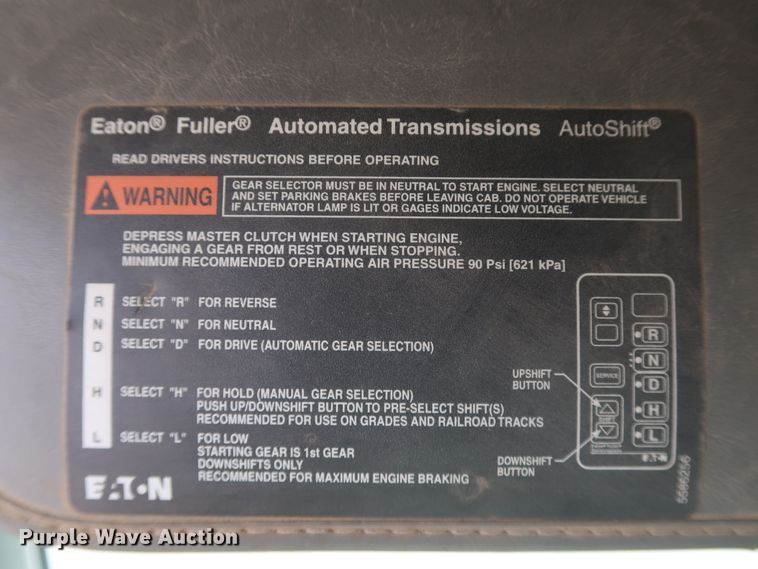 Eaton® Fuller® Automated Transmissions AutoShift®
READ DRIVERS INSTRUCTIONS BEFORE OPERATING
WARNING
GEAR SELECTOR MUST BE IN NEUTRAL TO START ENGINE. SELECT NEUTRAL
AND SET PARKING BRAKES BEFORE LEAVING CAB. DO NOT OPERATE VEHICLE
IF ALTERNATOR LAMP IS LIT OR GAGES INDICATE LOW VOLTAGE.
DEPRESS MASTER CLUTCH WHEN STARTING ENGINE,
ENGAGING A GEAR FROM REST OR WHEN STOPPING.
MINIMUM RECOMMENDED OPERATING AIR PRESSURE 90 Psi [621 kPa]
R SELECT "R" FOR REVERSE
N SELECT "N" FOR NEUTRAL
D SELECT "D" FOR DRIVE (AUTOMATIC GEAR SELECTION)
H SELECT "H" FOR HOLD (MANUAL GEAR SELECTION)
PUSH UP/DOWNSHIFT BUTTON TO PRE-SELECT SHIFT(S)
RECOMMENDED FOR USE ON GRADES AND RAILROAD TRACKS
L SELECT "L" FOR LOW
STARTING GEAR IS 1st GEAR
DOWNSHIFTS ONLY
RECOMMENDED FOR MAXIMUM ENGINE BRAKING
UPSHIFT
BUTTON
DOWNSHIFT
BUTTON
SERVICE
R
N
D
H
L
EATON
EATON
Purple Wave Auction